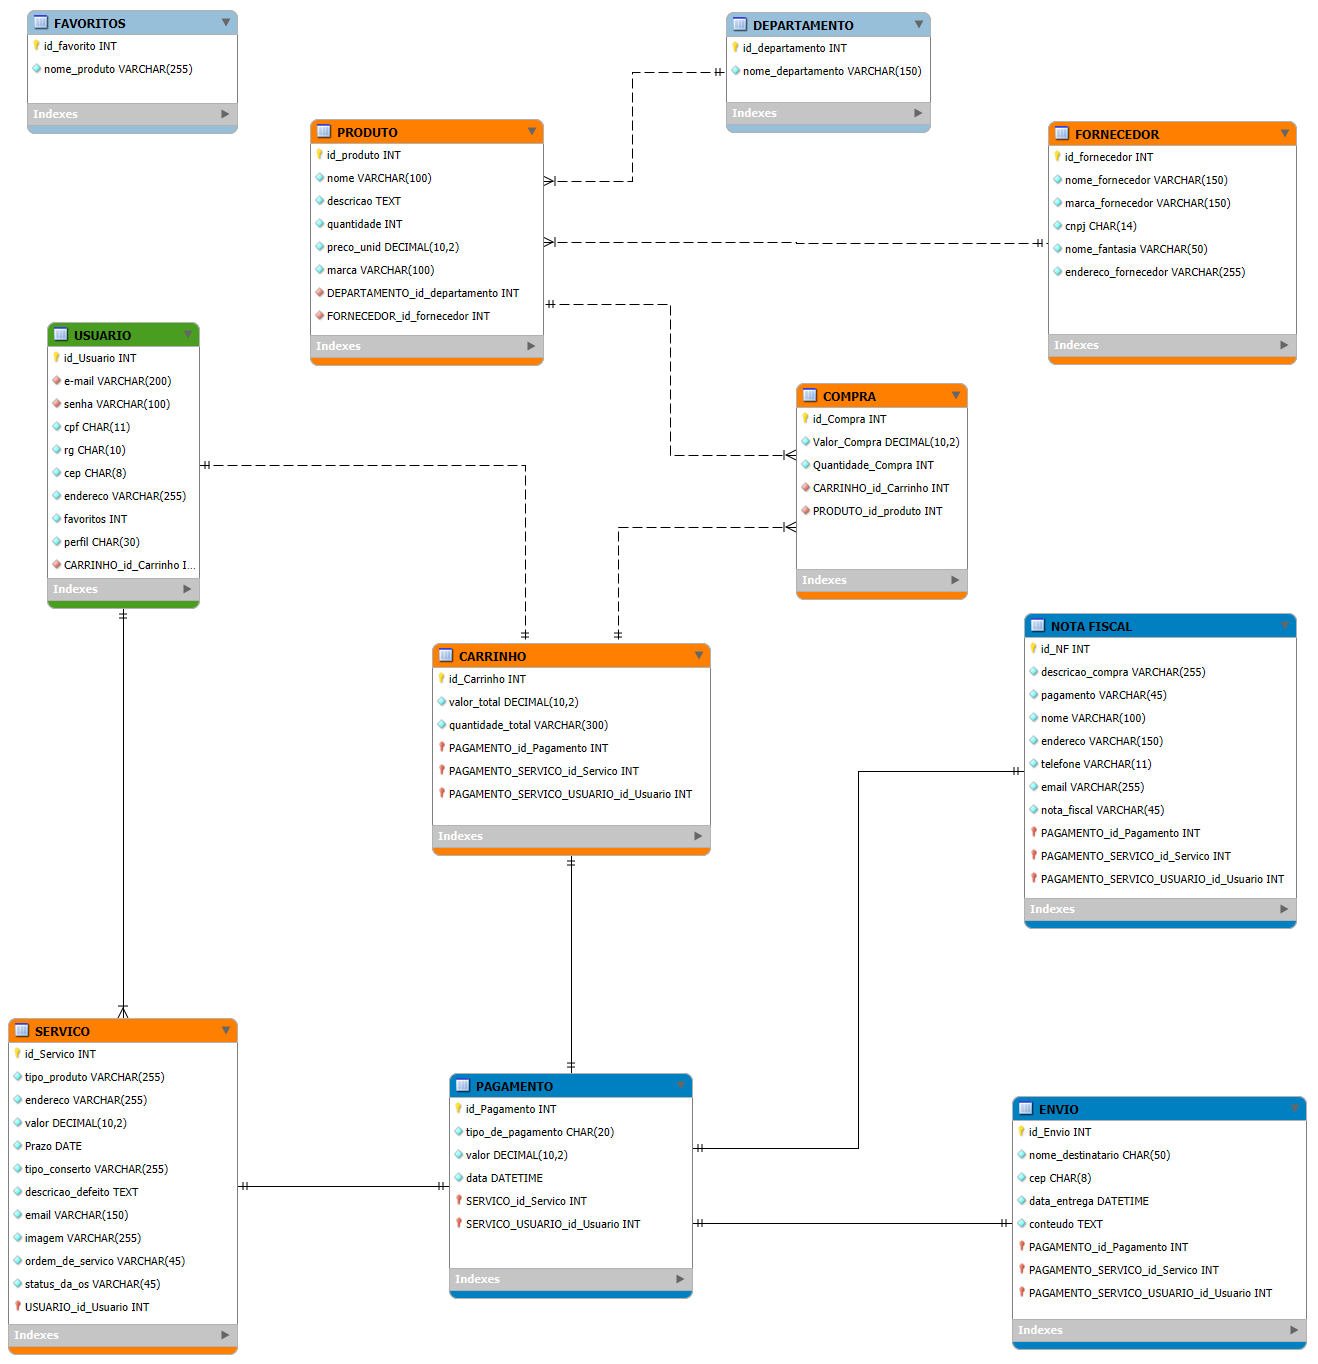 FAVORITOS
id_favorito INT
nome_produto VARCHAR(255)
Indexes
DEPARTAMENTO
id_departamento INT
nome_departamento VARCHAR(150)
Indexes
PRODUTO
id_produto INT
nome VARCHAR(100)
descricao TEXT
quantidade INT
preco_unid DECIMAL(10,2)
marca VARCHAR(100)
DEPARTAMENTO_id_departamento INT
FORNECEDOR_id_fornecedor INT
Indexes
FORNECEDOR
id_fornecedor INT
nome_fornecedor VARCHAR(150)
marca_fornecedor VARCHAR(150)
cnpj CHAR(14)
nome_fantasia VARCHAR(50)
endereco_fornecedor VARCHAR(255)
Indexes
USUARIO
id_Usuario INT
e-mail VARCHAR(200)
senha VARCHAR(100)
cpf CHAR(11)
rg CHAR(10)
cep CHAR(8)
endereco VARCHAR(255)
favoritos INT
perfil CHAR(30)
CARRINHO_id_Carrinho I...
Indexes
COMPRA
id_Compra INT
Valor_Compra DECIMAL(10,2)
Quantidade_Compra INT
CARRINHO_id_Carrinho INT
PRODUTO_id_produto INT
Indexes
CARRINHO
id_Carrinho INT
valor_total DECIMAL(10,2)
quantidade_total VARCHAR(300)
PAGAMENTO_id_Pagamento INT
PAGAMENTO_SERVICO_id_Servico INT
PAGAMENTO_SERVICO_USUARIO_id_Usuario INT
Indexes
NOTA FISCAL
id_NF INT
descricao_compra VARCHAR(255)
pagamento VARCHAR(45)
nome VARCHAR(100)
endereco VARCHAR(150)
telefone VARCHAR(11)
email VARCHAR(255)
nota_fiscal VARCHAR(45)
PAGAMENTO_id_Pagamento INT
PAGAMENTO_SERVICO_id_Servico INT
PAGAMENTO_SERVICO_USUARIO_id_Usuario INT
Indexes
SERVICO
id_Servico INT
tipo_produto VARCHAR(255)
endereco VARCHAR(255)
valor DECIMAL(10,2)
Prazo DATE
tipo_conserto VARCHAR(255)
descricao_defeito TEXT
email VARCHAR(150)
imagem VARCHAR(255)
ordem_de_servico VARCHAR(45)
status_da_os VARCHAR(45)
USUARIO_id_Usuario INT
Indexes
PAGAMENTO
id_Pagamento INT
tipo_de_pagamento CHAR(20)
valor DECIMAL(10,2)
data DATETIME
SERVICO_id_Servico INT
SERVICO_USUARIO_id_Usuario INT
Indexes
ENVIO
id_Envio INT
nome_destinatario CHAR(50)
cep CHAR(8)
data_entrega DATETIME
conteudo TEXT
PAGAMENTO_id_Pagamento INT
PAGAMENTO_SERVICO_id_Servico INT
PAGAMENTO_SERVICO_USUARIO_id_Usuario INT
Indexes